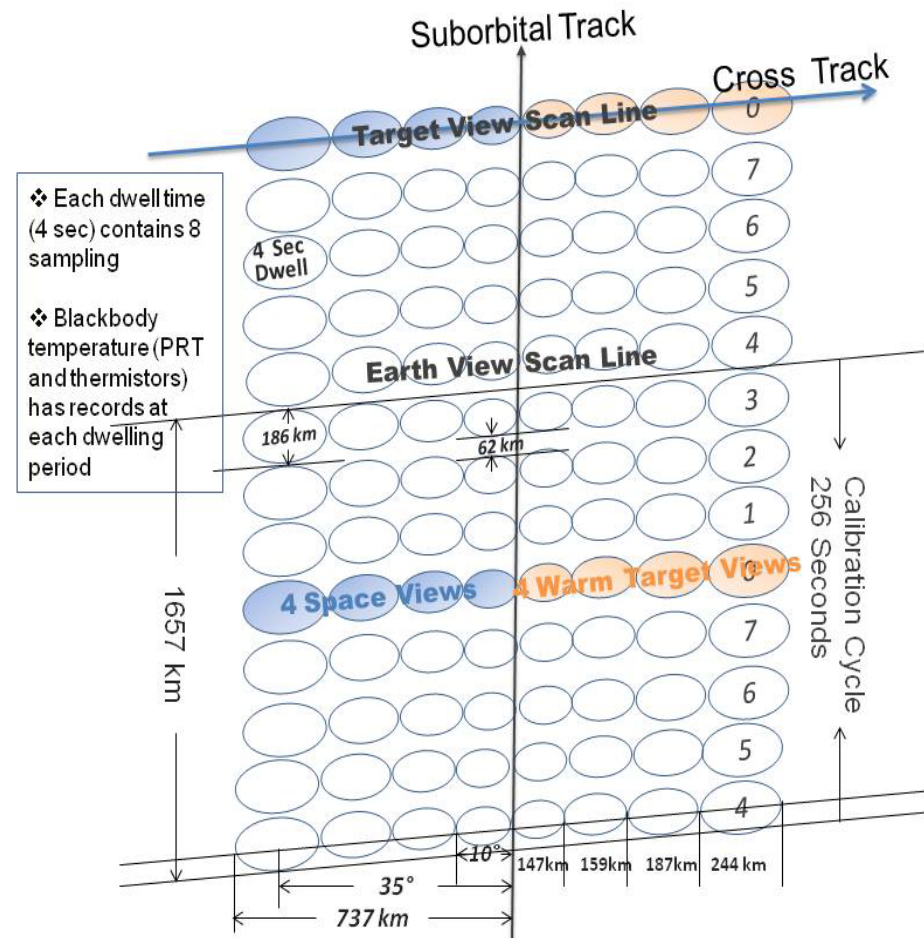 Suborbital Track
Cross Track
Target View Scan Line
0
7
❖ Each dwell time
(4 sec) contains 8
sampling
❖ Blackbody
temperature (PRT
and thermistors)
has records at
each dwelling
period
6
4 Sec
Dwell
5
4
Earth View Scan Line
3
186 km
62 km
2
1
0
4 Space Views
4 Warm Target Views
Calibration Cycle
256 Seconds
1657 km
7
6
5
4
10°
147km
159km
187km
244 km
35°
737 km